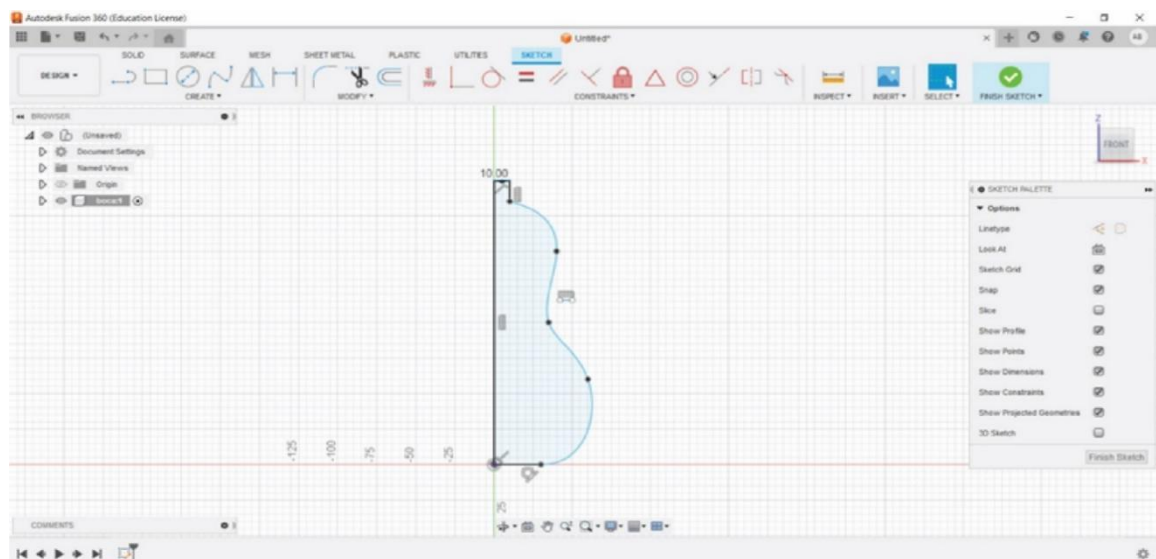 Autodesk Fusion 360 (Education License)
Untitled*
AB
SOLID SURFACE MESH SHEET METAL PLASTIC UTILITIES SKETCH
DESIGN
CREATE MODIFY CONSTRAINTS INSPECT INSERT SELECT FINISH SKETCH
BROWSER
(Unsaved)
Document Settings
Named Views
Origin
Z
FRONT
X
10.00
SKETCH PALETTE
Options
Linetype
Look At
Sketch Grid
Snap
Slice
Show Profile
Show Points
Show Dimensions
Show Constraints
Show Projected Geometries
3D Sketch
Finish Sketch
-125 -100 -75 -50 -25
25
COMMENTS